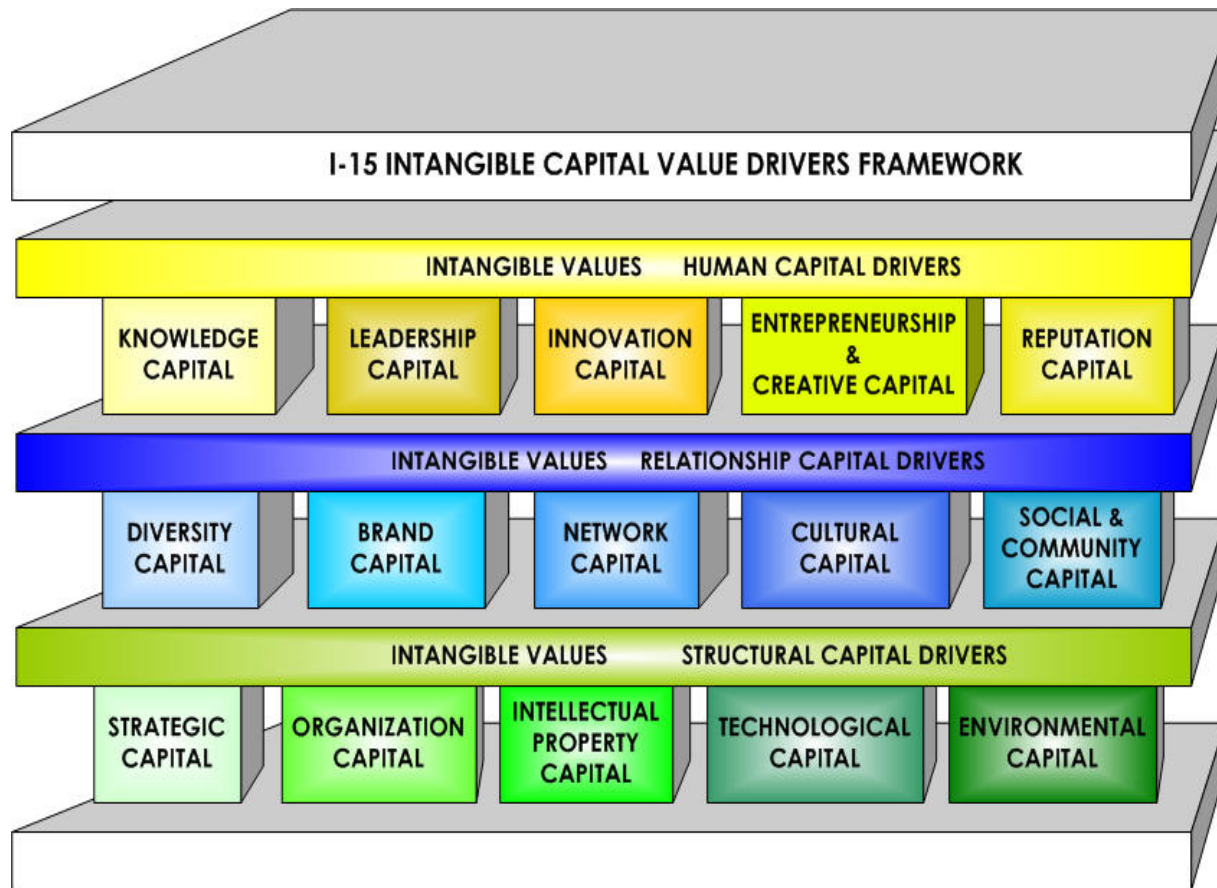 I-15 INTANGIBLE CAPITAL VALUE DRIVERS FRAMEWORK
INTANGIBLE VALUES HUMAN CAPITAL DRIVERS
KNOWLEDGE
CAPITAL
LEADERSHIP
CAPITAL
INNOVATION
CAPITAL
ENTREPRENEURSHIP
&
CREATIVE CAPITAL
REPUTATION
CAPITAL
INTANGIBLE VALUES RELATIONSHIP CAPITAL DRIVERS
DIVERSITY
CAPITAL
BRAND
CAPITAL
NETWORK
CAPITAL
CULTURAL
CAPITAL
SOCIAL &
COMMUNITY
CAPITAL
INTANGIBLE VALUES STRUCTURAL CAPITAL DRIVERS
STRATEGIC
CAPITAL
ORGANIZATION
CAPITAL
INTELLECTUAL
PROPERTY
CAPITAL
TECHNOLOGICAL
CAPITAL
ENVIRONMENTAL
CAPITAL